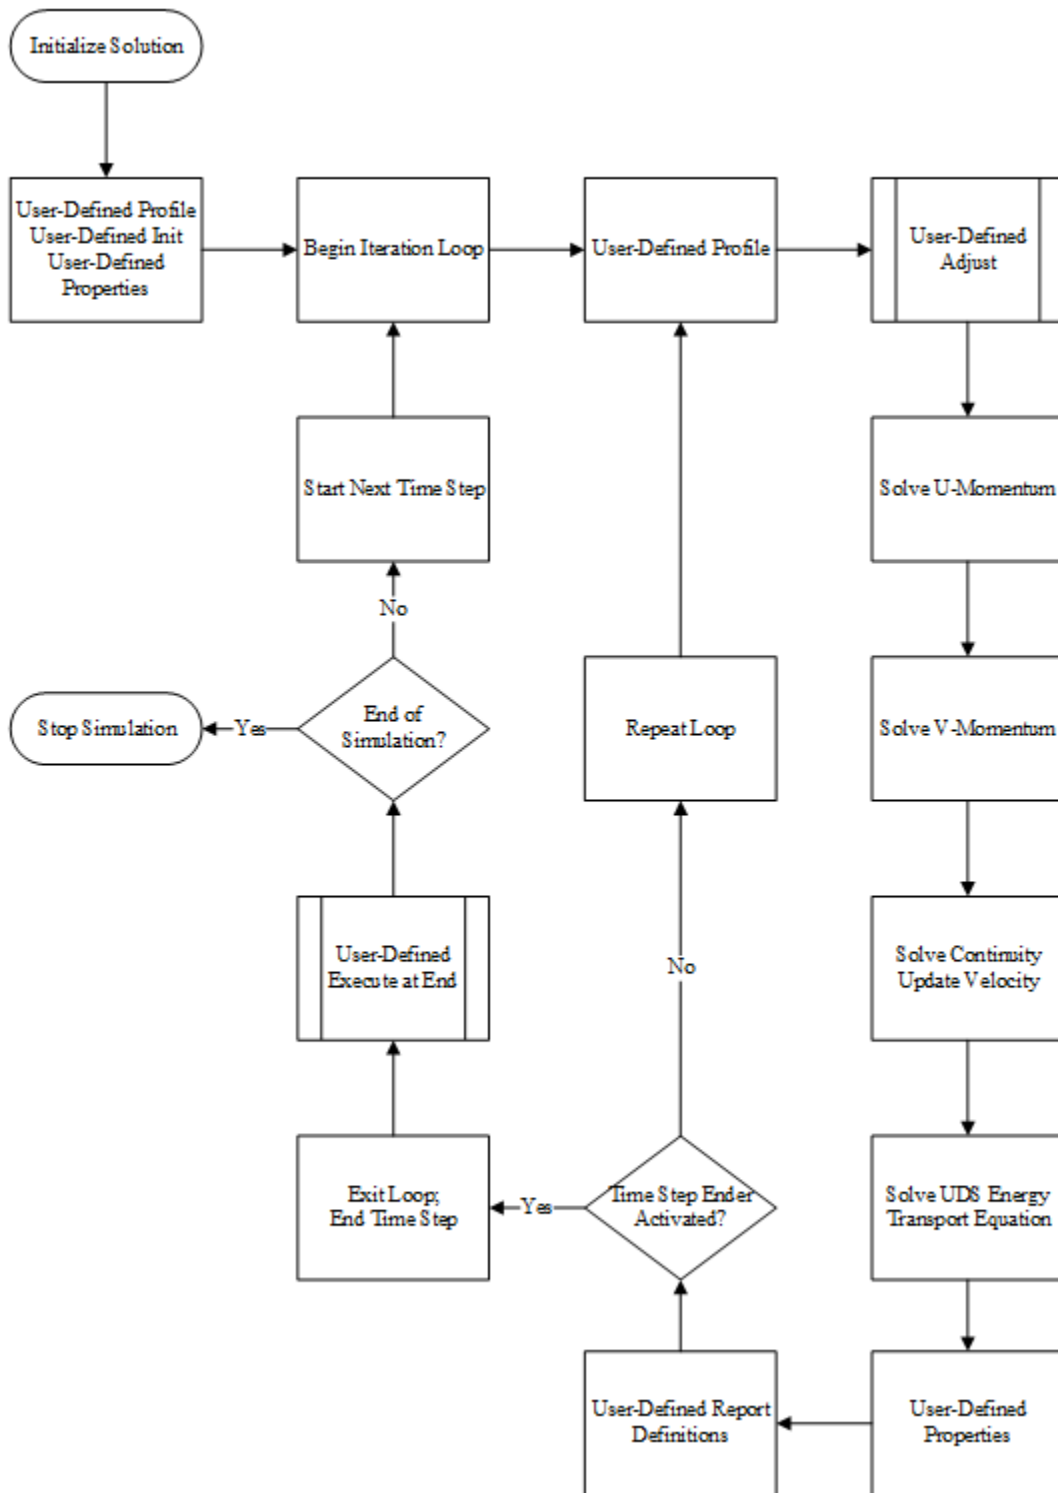 Initialize Solution
User-Defined Profile
User-Defined Init
User-Defined
Properties
Begin Iteration Loop
User-Defined Profile
User-Defined
Adjust
Start Next Time Step
Solve U-Momentum
No
Stop Simulation
Yes
End of
Simulation?
Repeat Loop
Solve V-Momentum
User-Defined
Execute at End
No
Solve Continuity
Update Velocity
Exit Loop;
End Time Step
Yes
Time Step Ender
Activated?
Solve UDS Energy
Transport Equation
User-Defined Report
Definitions
User-Defined
Properties